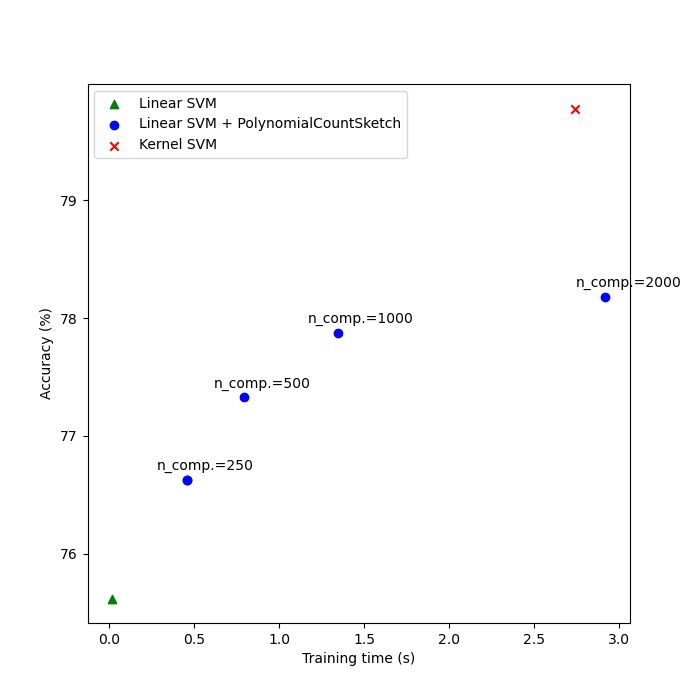 Linear SVM
Linear SVM + PolynomialCountSketch
Kernel SVM
79
n_comp.=2000
78
n_comp.=1000
n_comp.=500
77
n_comp.=250
76
Accuracy (%)
0.0 0.5 1.0 1.5 2.0 2.5 3.0
Training time (s)